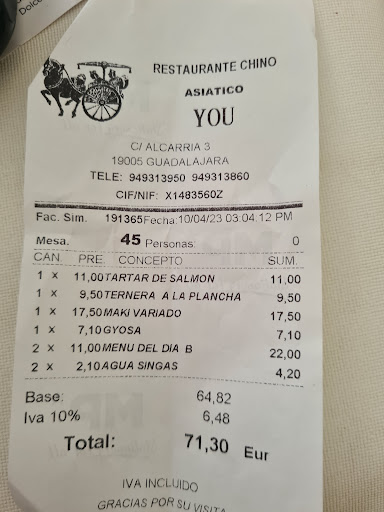 Dolce
RESTAURANTE CHINO
ASIATICO
YOU
C/ ALCARRIA 3
19005 GUADALAJARA
TELE: 949313950 949313860
CIF/NIF: X1483560Z
Fac. Sim. 191365 Fecha: 10/04/23 03:04.12 PM
Mesa. 45 Personas: 0
CAN. PRE. CONCEPTO SUM.
1 x 11,00 TARTAR DE SALMON 11,00
1 x 9,50 TERNERA A LA PLANCHA 9,50
1 x 17,50 MAKI VARIADO 17,50
1 x 7,10 GYOSA 7,10
2 x 11,00 MENU DEL DIA B 22,00
2 x 2,10 AGUA SINGAS 4,20
Base: 64,82
Iva 10% 6,48
Total: 71,30 Eur
IVA INCLUIDO
GRACIAS POR SU VISITA